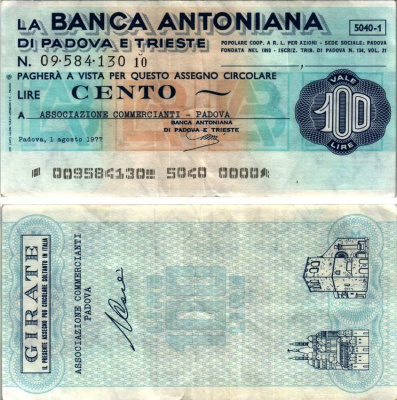 LA BANCA ANTONIANA
DI PADOVA E TRIESTE
5040-1
POPOLARE COOP. A R. L. PER AZIONI - SEDE SOCIALE: PADOVA
FONDATA NEL 1893 - ISCRIZ. TRIB. DI PADOVA N. 134, VOL. 21
N. 09·584·130 10
PAGHERÀ A VISTA PER QUESTO ASSEGNO CIRCOLARE
LIRE CENTO
A ASSOCIAZIONE COMMERCIANTI - PADOVA
BANCA ANTONIANA
DI PADOVA E TRIESTE
Padova, 1 agosto 1977
VALE
100
LIRE
009584130 5040 0000
GIRATE
IL PRESENTE ASSEGNO PUÒ CIRCOLARE SOLTANTO IN ITALIA
ASSOCIAZIONE COMMERCIANTI
PADOVA